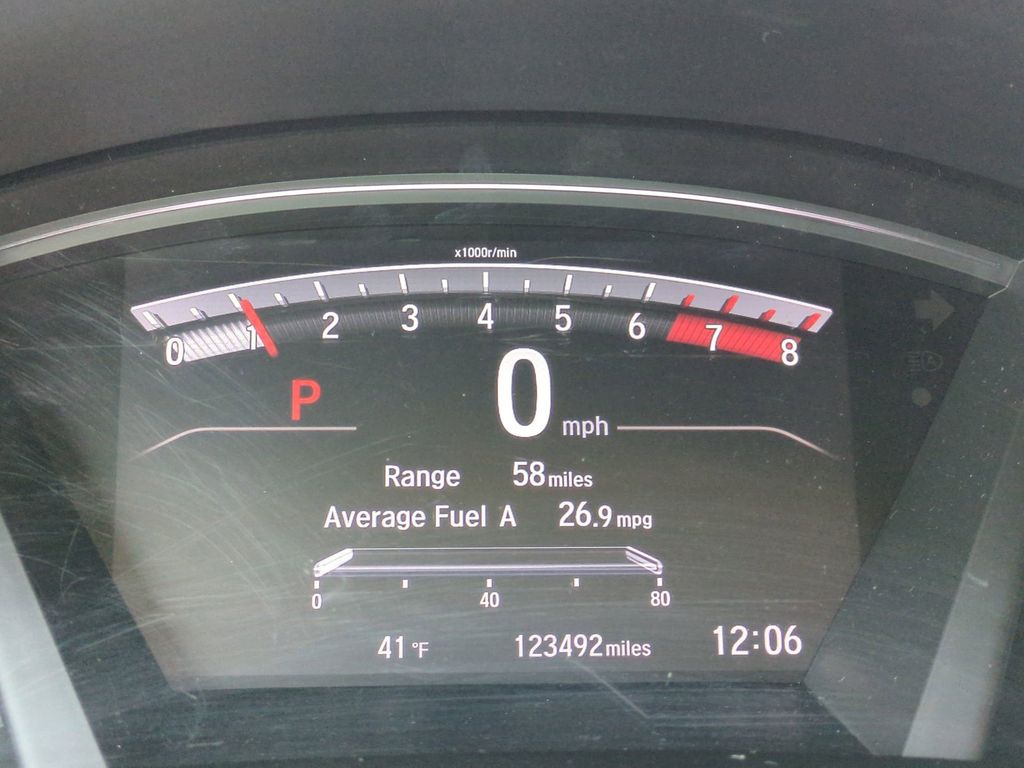 x1000r/min
0 1 2 3 4 5 6 7 8
P
0 mph
Range 58 miles
Average Fuel A 26.9 mpg
0 40 80
41 °F 123492 miles 12:06